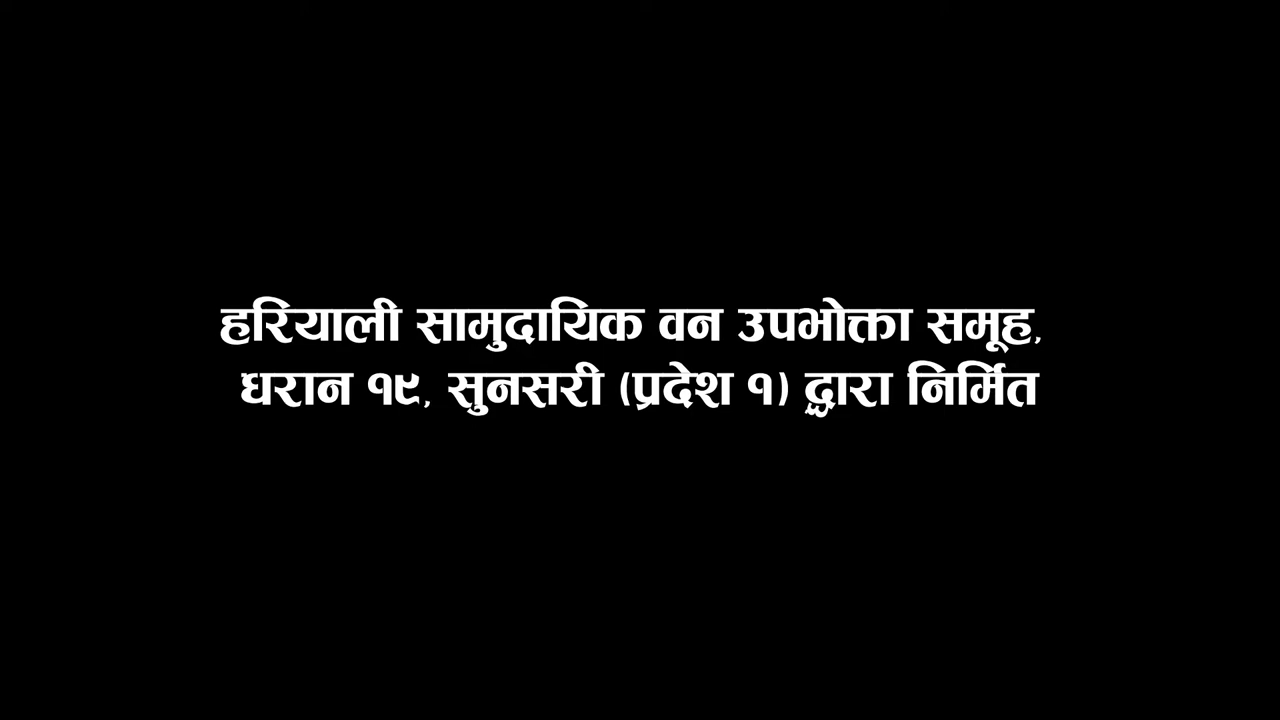 हरियाली सामुदायिक वन उपभोक्ता समूह,
धरान १९, सुनसरी (प्रदेश १) द्वारा निर्मित